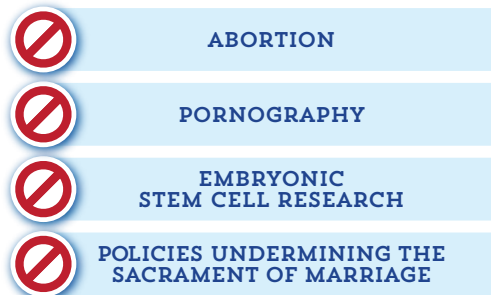 ABORTION
PORNOGRAPHY
EMBRYONIC
STEM CELL RESEARCH
POLICIES UNDERMINING THE
SACRAMENT OF MARRIAGE